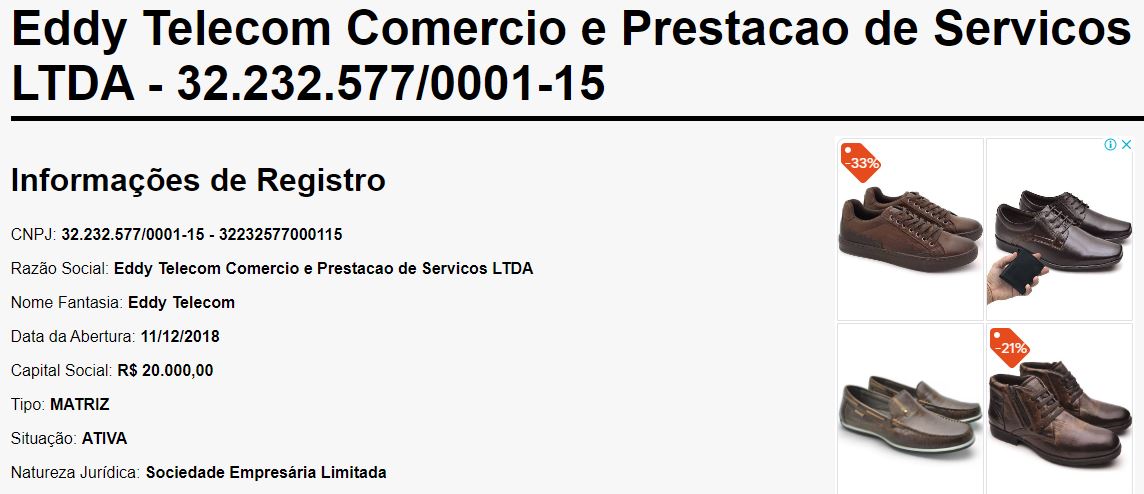 Eddy Telecom Comercio e Prestacao de Servicos
LTDA - 32.232.577/0001-15
Informações de Registro
CNPJ: 32.232.577/0001-15 - 32232577000115
Razão Social: Eddy Telecom Comercio e Prestacao de Servicos LTDA
Nome Fantasia: Eddy Telecom
Data da Abertura: 11/12/2018
Capital Social: R$ 20.000,00
Tipo: MATRIZ
Situação: ATIVA
Natureza Jurídica: Sociedade Empresária Limitada
-33%
-21%